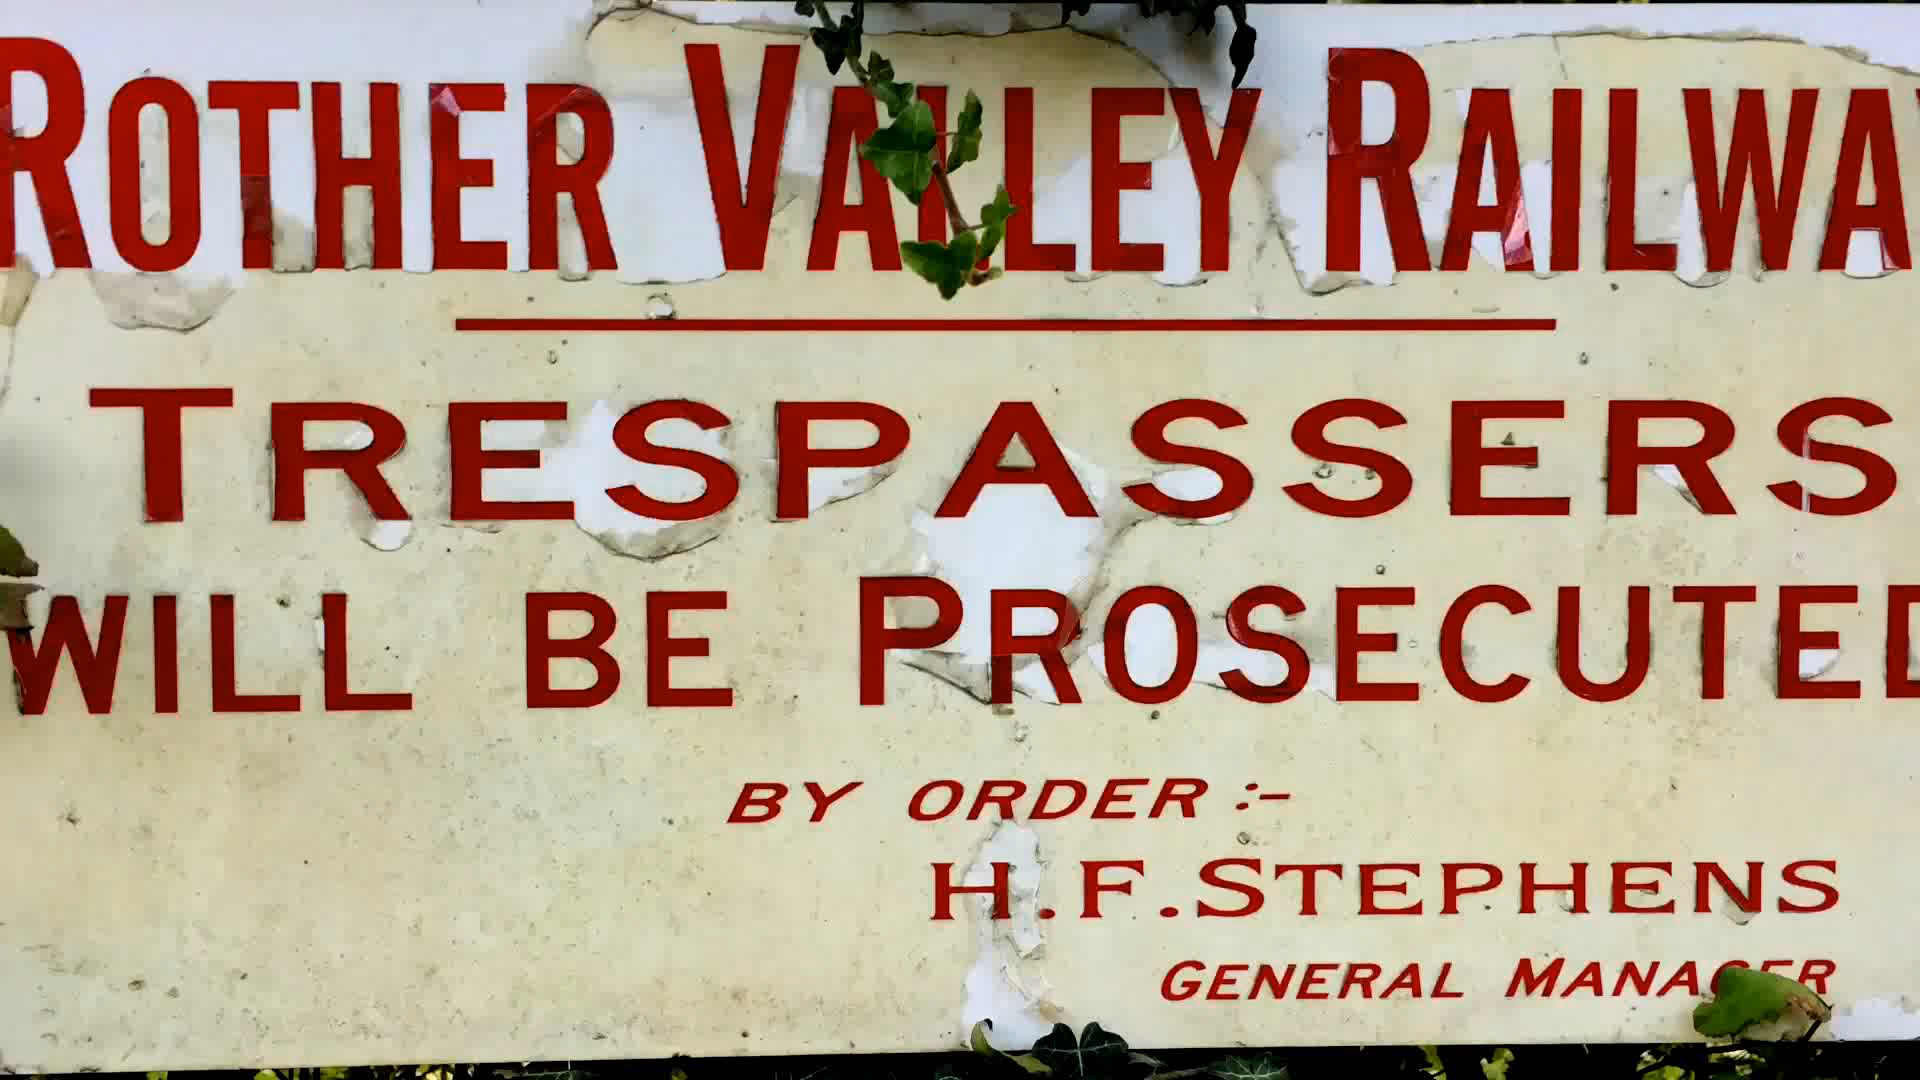 ROTHER VALLEY RAILWAY
TRESPASSERS
WILL BE PROSECUTED
BY ORDER :-
H.F. STEPHENS
GENERAL MANAGER